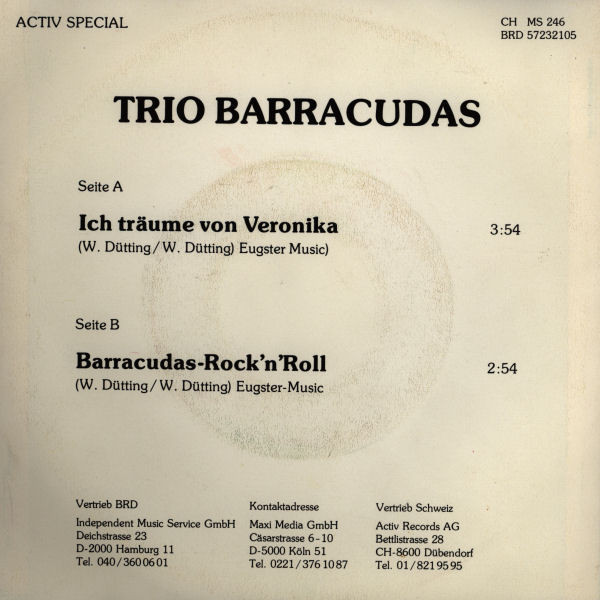 ACTIV SPECIAL
CH MS 246
BRD 57232105
TRIO BARRACUDAS
Seite A
Ich träume von Veronika 3:54
(W. Dütting/W. Dütting) Eugster Music)
Seite B
Barracudas-Rock'n'Roll 2:54
(W. Dütting/W. Dütting) Eugster-Music
Vertrieb BRD
Independent Music Service GmbH
Deichstrasse 23
D-2000 Hamburg 11
Tel. 040/3600601
Kontaktadresse
Maxi Media GmbH
Cäsarstrasse 6-10
D-5000 Köln 51
Tel. 0221/3761087
Vertrieb Schweiz
Activ Records AG
Bettlistrasse 28
CH-8600 Dübendorf
Tel. 01/8219595